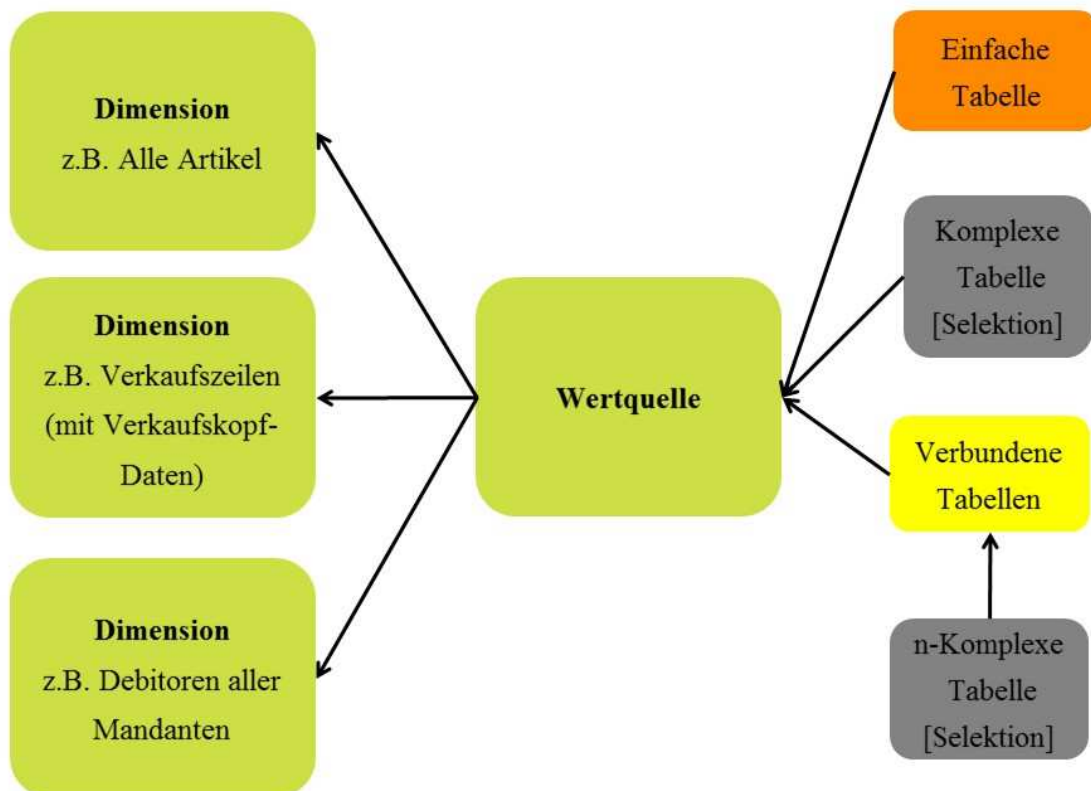 Dimension
z.B. Alle Artikel
Dimension
z.B. Verkaufszeilen
(mit Verkaufskopf-
Daten)
Dimension
z.B. Debitoren aller
Mandanten
Wertquelle
Einfache
Tabelle
Komplexe
Tabelle
[Selektion]
Verbundene
Tabellen
n-Komplexe
Tabelle
[Selektion]